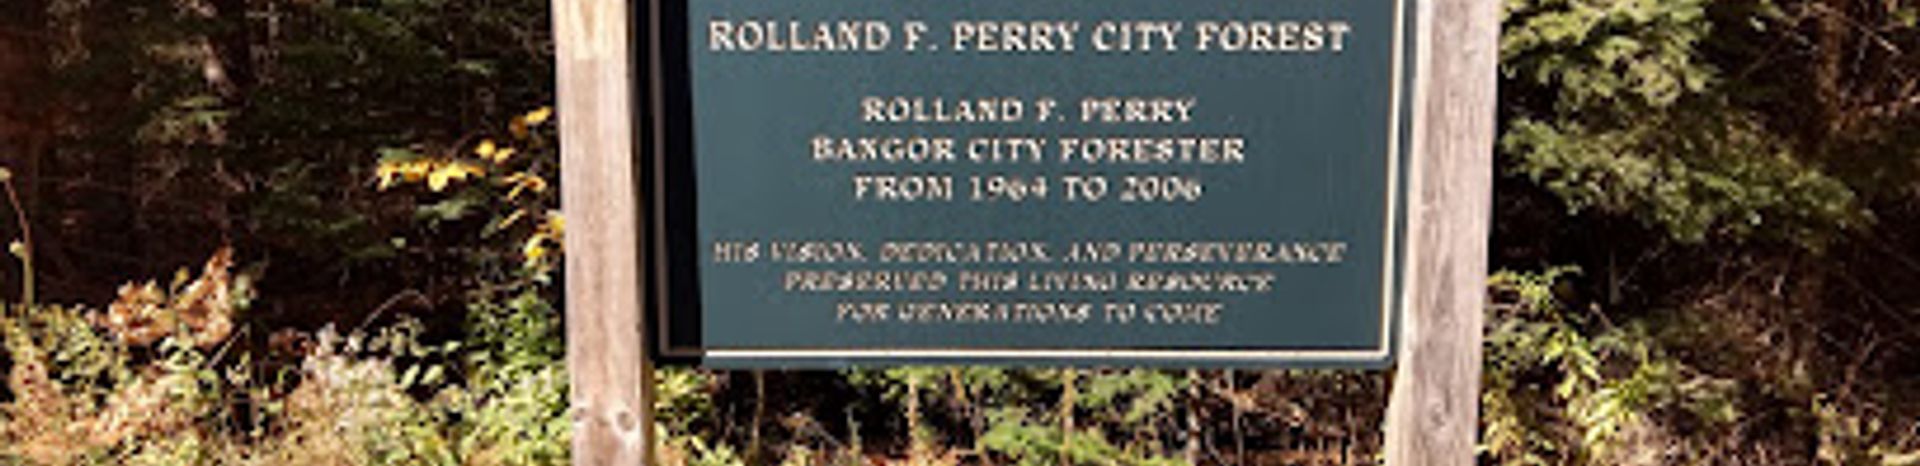 ROLLAND F. PERRY CITY FOREST
ROLLAND F. PERRY
BANGOR CITY FORESTER
FROM 1964 TO 2006
HIS VISION, DEDICATION, AND PERSEVERANCE
PRESERVED THIS LIVING RESOURCE
FOR GENERATIONS TO COME